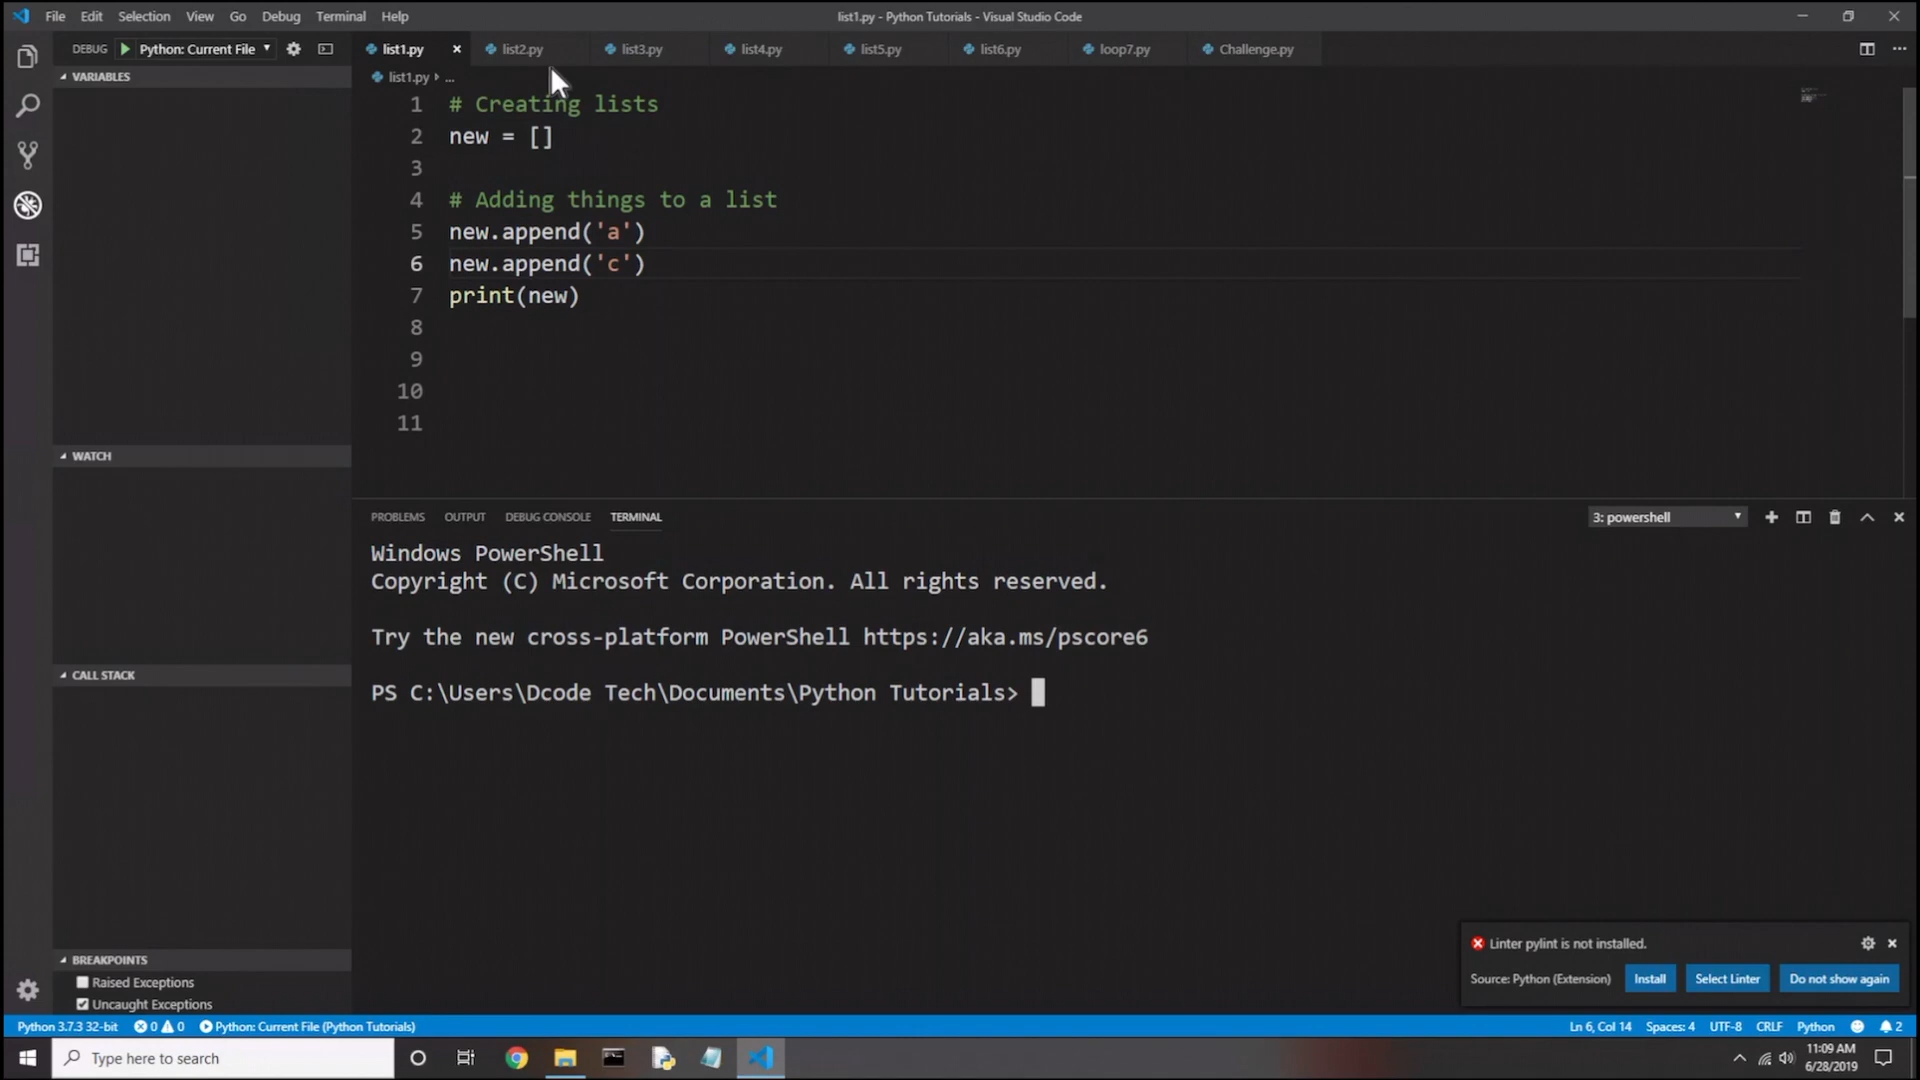 File Edit Selection View Go Debug Terminal Help
list1.py - Python Tutorials - Visual Studio Code
DEBUG Python: Current File
list1.py list2.py list3.py list4.py list5.py list6.py loop7.py Challenge.py
VARIABLES
list1.py ...
1 # Creating lists
2 new = []
3
4 # Adding things to a list
5 new.append('a')
6 new.append('c')
7 print(new)
8
9
10
11
WATCH
CALL STACK
BREAKPOINTS
Raised Exceptions
Uncaught Exceptions
PROBLEMS OUTPUT DEBUG CONSOLE TERMINAL
3: powershell
Windows PowerShell
Copyright (C) Microsoft Corporation. All rights reserved.
Try the new cross-platform PowerShell https://aka.ms/pscore6
PS C:\Users\Dcode Tech\Documents\Python Tutorials>
Linter pylint is not installed.
Source: Python (Extension) Install Select Linter Do not show again
Python 3.7.3 32-bit 0 0 Python: Current File (Python Tutorials)
Ln 6, Col 14 Spaces: 4 UTF-8 CRLF Python 2
Type here to search
11:09 AM
6/28/2019